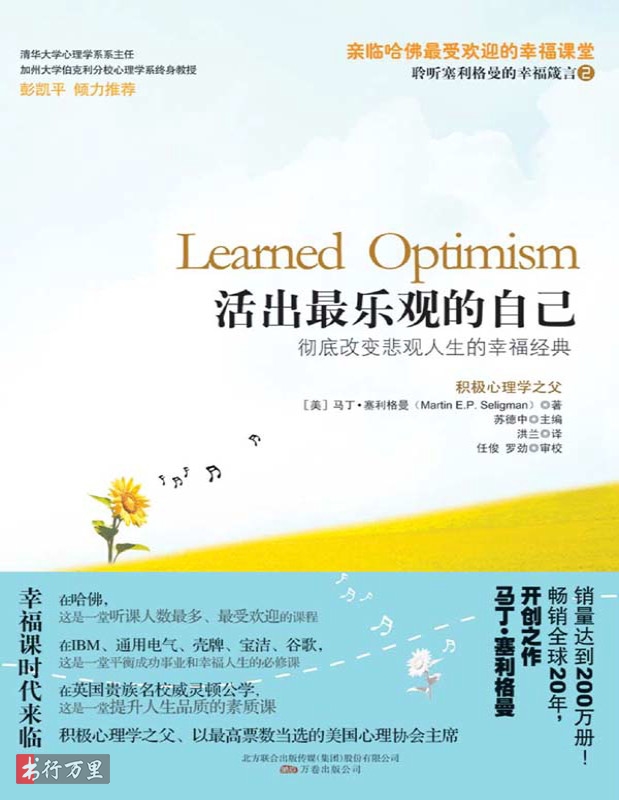 清华大学心理学系系主任
加州大学伯克利分校心理学系终身教授
彭凯平 倾力推荐
亲临哈佛最受欢迎的幸福课堂
聆听塞利格曼的幸福箴言2
Learned Optimism
活出最乐观的自己
彻底改变悲观人生的幸福经典
积极心理学之父
[美]马丁·塞利格曼(Martin E.P. Seligman)◎著
苏德中◎主编
洪兰◎译
任俊 罗劲◎审校
幸福课时代来临
在哈佛,
这是一堂听课人数最多、最受欢迎的课程
在IBM、通用电气、壳牌、宝洁、谷歌,
这是一堂平衡成功事业和幸福人生的必修课
在英国贵族名校威灵顿公学,
这是一堂提升人生品质的素质课
积极心理学之父、以最高票数当选的美国心理协会主席
销量达到200万册!
畅销全球20年,
开创之作
马丁·塞利格曼
北方联合出版传媒(集团)股份有限公司
万卷出版公司
书行万里